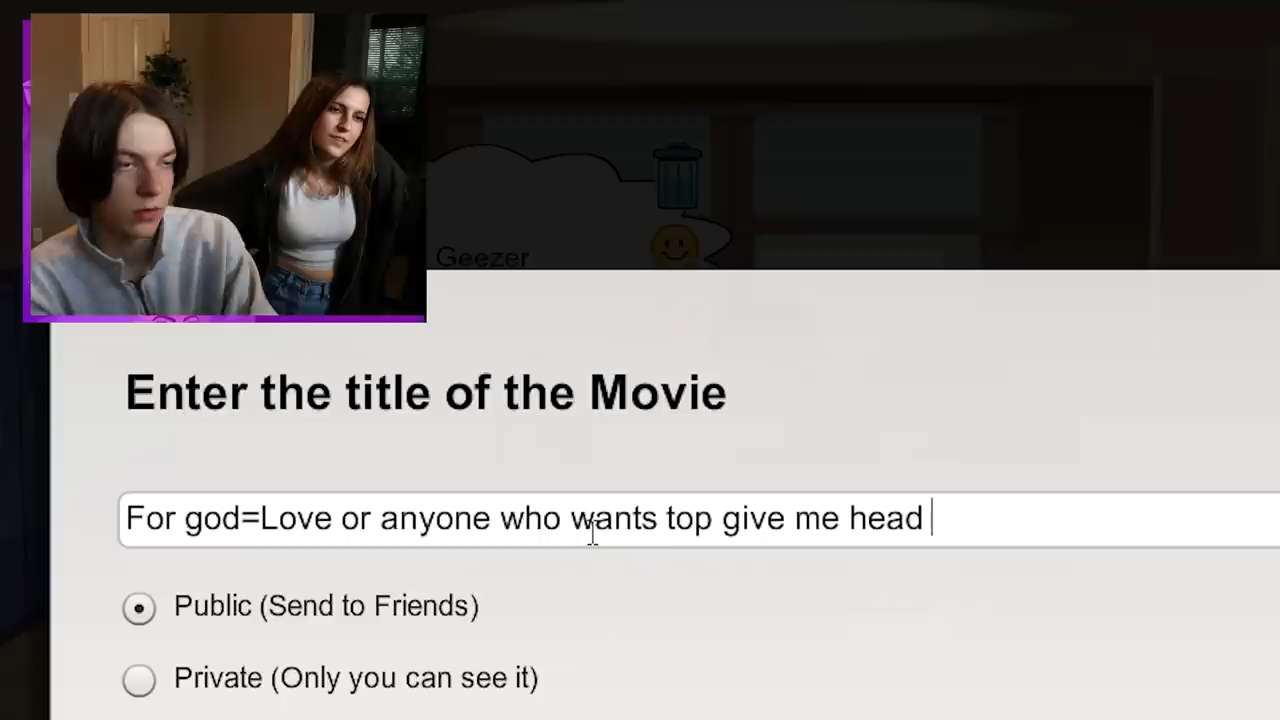 Geezer
Enter the title of the Movie
For god=Love or anyone who wants top give me head
Public (Send to Friends)
Private (Only you can see it)